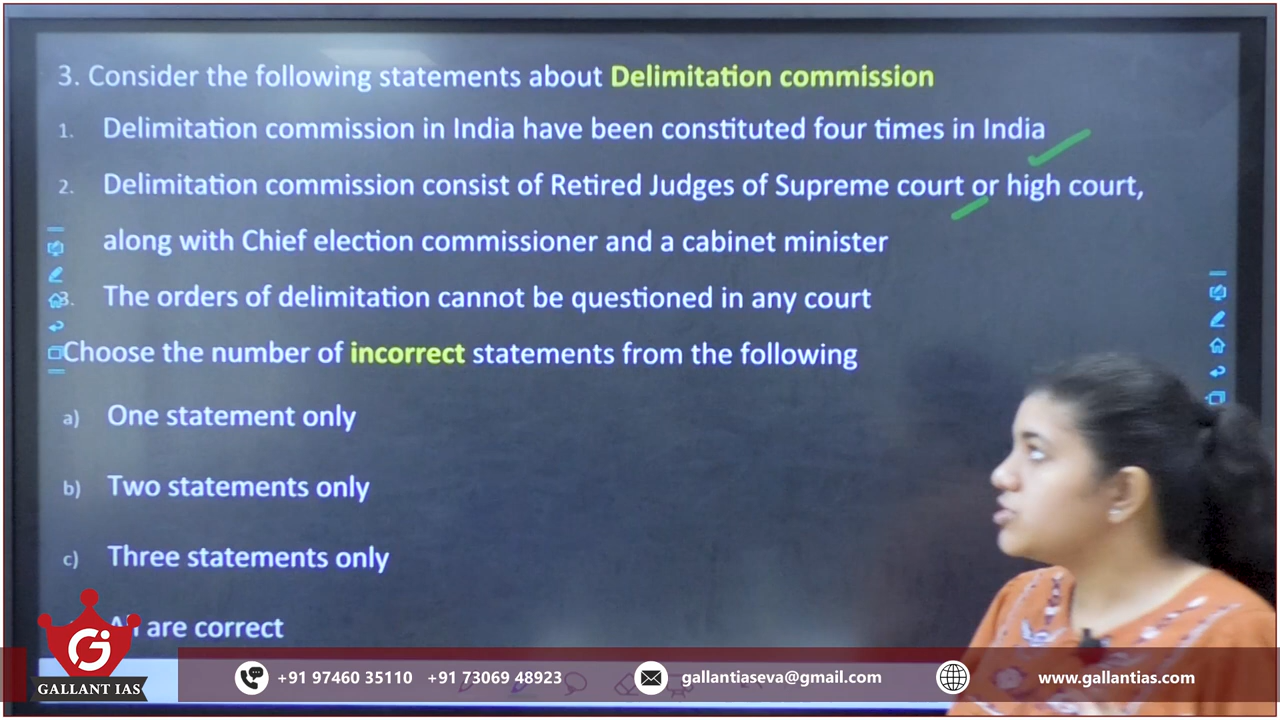 3. Consider the following statements about Delimitation commission
1. Delimitation commission in India have been constituted four times in India
2. Delimitation commission consist of Retired Judges of Supreme court or high court,
along with Chief election commissioner and a cabinet minister
3. The orders of delimitation cannot be questioned in any court
Choose the number of incorrect statements from the following
a) One statement only
b) Two statements only
c) Three statements only
All are correct
GALLANT IAS
+91 97460 35110 +91 73069 48923
gallantiaseva@gmail.com
www.gallantias.com